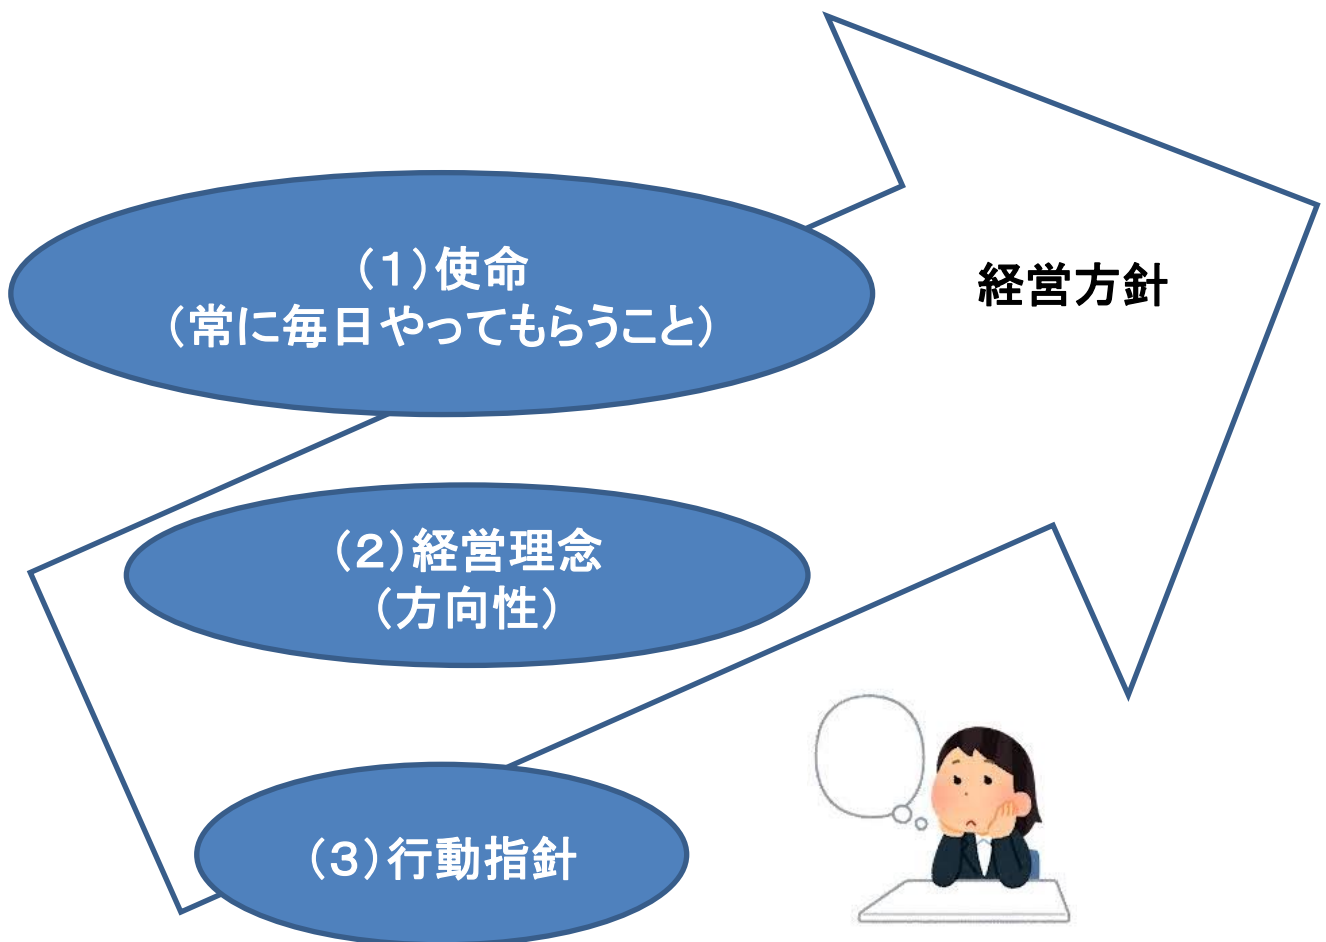 （１）使命
（常に毎日やってもらうこと）
経営方針
（２）経営理念
（方向性）
（３）行動指針